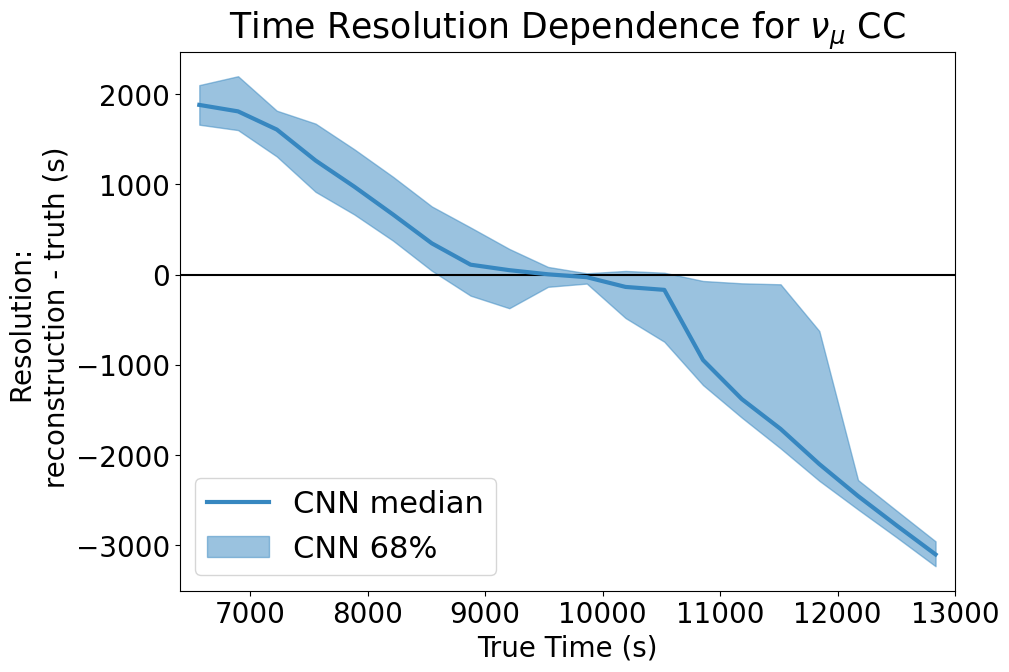 Time Resolution Dependence for νμ CC
Resolution:
reconstruction - truth (s)
2000
1000
0
−1000
−2000
−3000
CNN median
CNN 68%
7000 8000 9000 10000 11000 12000 13000
True Time (s)